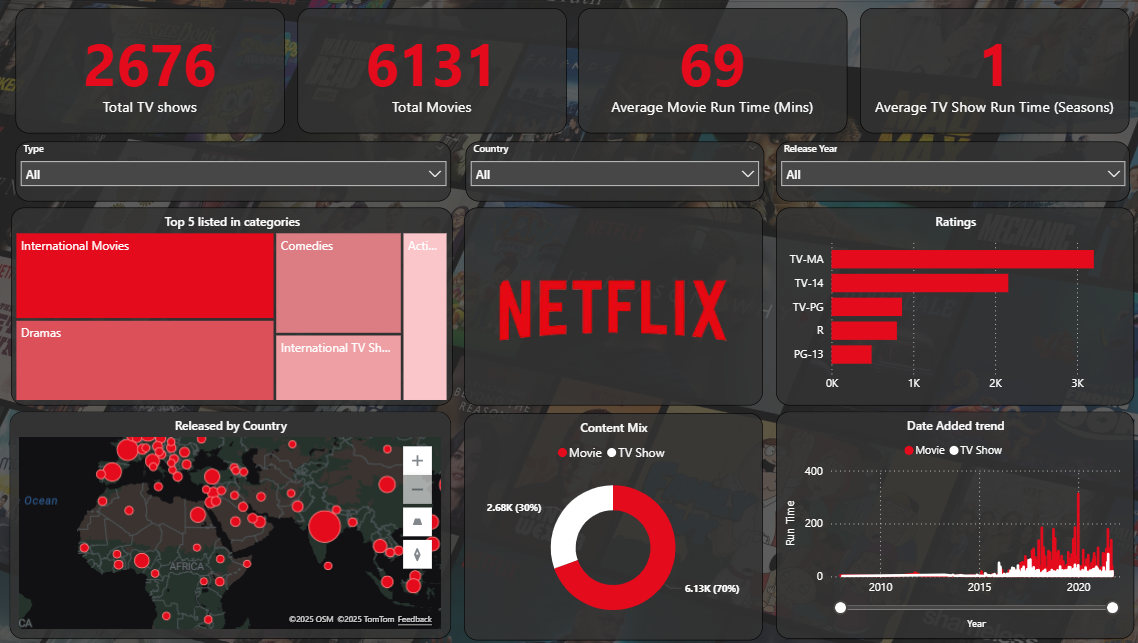 2676
Total TV shows
6131
Total Movies
69
Average Movie Run Time (Mins)
1
Average TV Show Run Time (Seasons)
Type
All
Country
All
Release Year
All
Top 5 listed in categories
International Movies
Comedies
Acti...
Dramas
International TV Sh...
NETFLIX
Ratings
TV-MA
TV-14
TV-PG
R
PG-13
0K 1K 2K 3K
Released by Country
Ocean
AFRICA
CA
©2025 OSM ©2025 TomTom Feedback
Content Mix
Movie TV Show
2.68K (30%)
6.13K (70%)
Date Added trend
Movie TV Show
400
200
0
Run Time
2010 2015 2020
Year